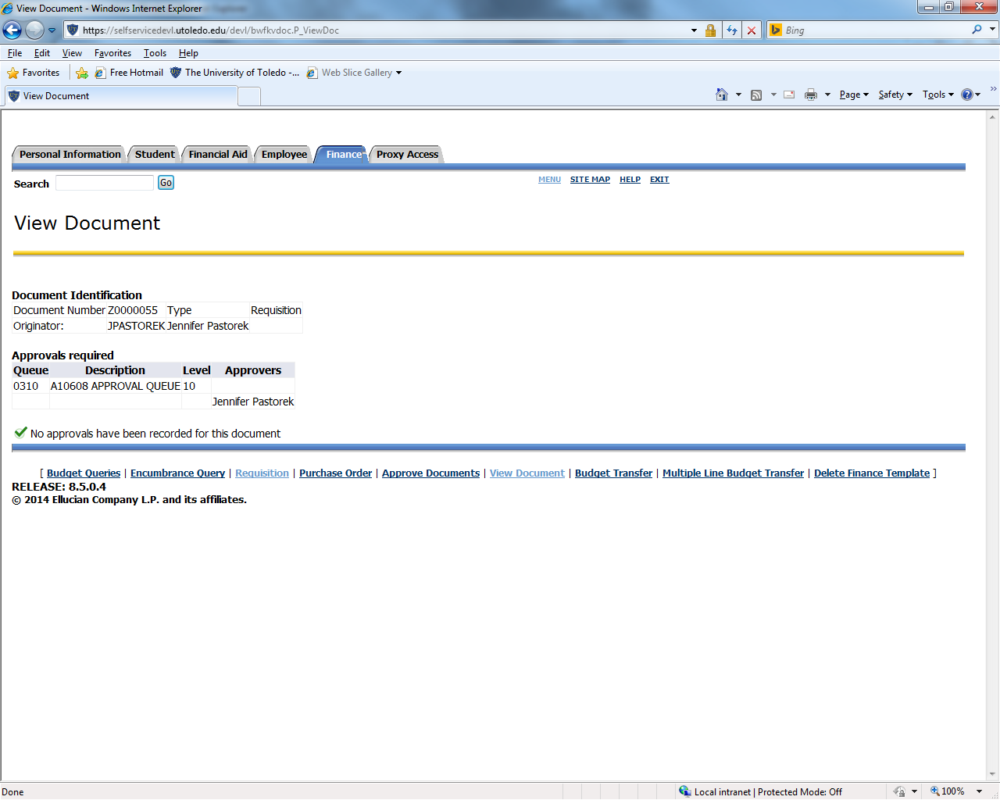 View Document - Windows Internet Explorer
https://selfservicedevl.utoledo.edu/devl/bwfkvdoc.P_ViewDoc
Bing
File Edit View Favorites Tools Help
Favorites Free Hotmail The University of Toledo -... Web Slice Gallery
View Document
Page Safety Tools
Personal Information Student Financial Aid Employee Finance Proxy Access
Search Go MENU SITE MAP HELP EXIT
View Document
Document Identification
Document Number Z0000055 Type Requisition
Originator: JPASTOREK Jennifer Pastorek
Approvals required
Queue Description Level Approvers
0310 A10608 APPROVAL QUEUE 10
Jennifer Pastorek
No approvals have been recorded for this document
[ Budget Queries | Encumbrance Query | Requisition | Purchase Order | Approve Documents | View Document | Budget Transfer | Multiple Line Budget Transfer | Delete Finance Template ]
RELEASE: 8.5.0.4
© 2014 Ellucian Company L.P. and its affiliates.
Done Local intranet | Protected Mode: Off 100%